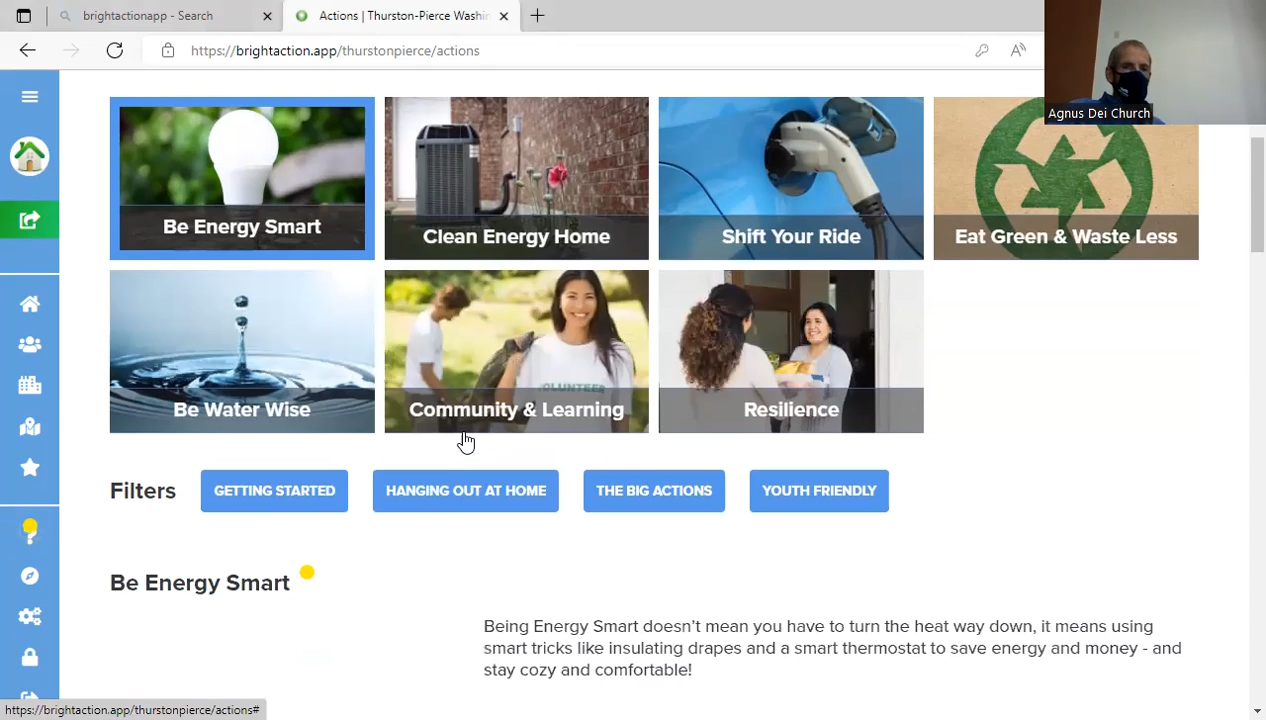 brightactionapp - Search
Actions | Thurston-Pierce Washin
https://brightaction.app/thurstonpierce/actions
Agnus Dei Church
Be Energy Smart
Clean Energy Home
Shift Your Ride
Eat Green & Waste Less
VOLUNTEER
Be Water Wise
Community & Learning
Resilience
Filters
GETTING STARTED
HANGING OUT AT HOME
THE BIG ACTIONS
YOUTH FRIENDLY
Be Energy Smart
Being Energy Smart doesn't mean you have to turn the heat way down, it means using
smart tricks like insulating drapes and a smart thermostat to save energy and money - and
stay cozy and comfortable!
https://brightaction.app/thurstonpierce/actions#